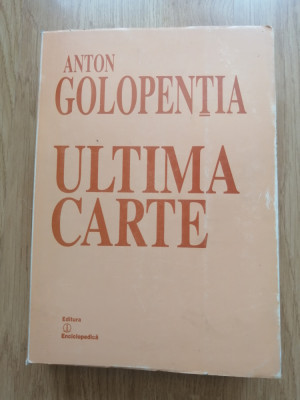 ANTON
GOLOPENȚIA
ULTIMA
CARTE
Editura
Enciclopedică